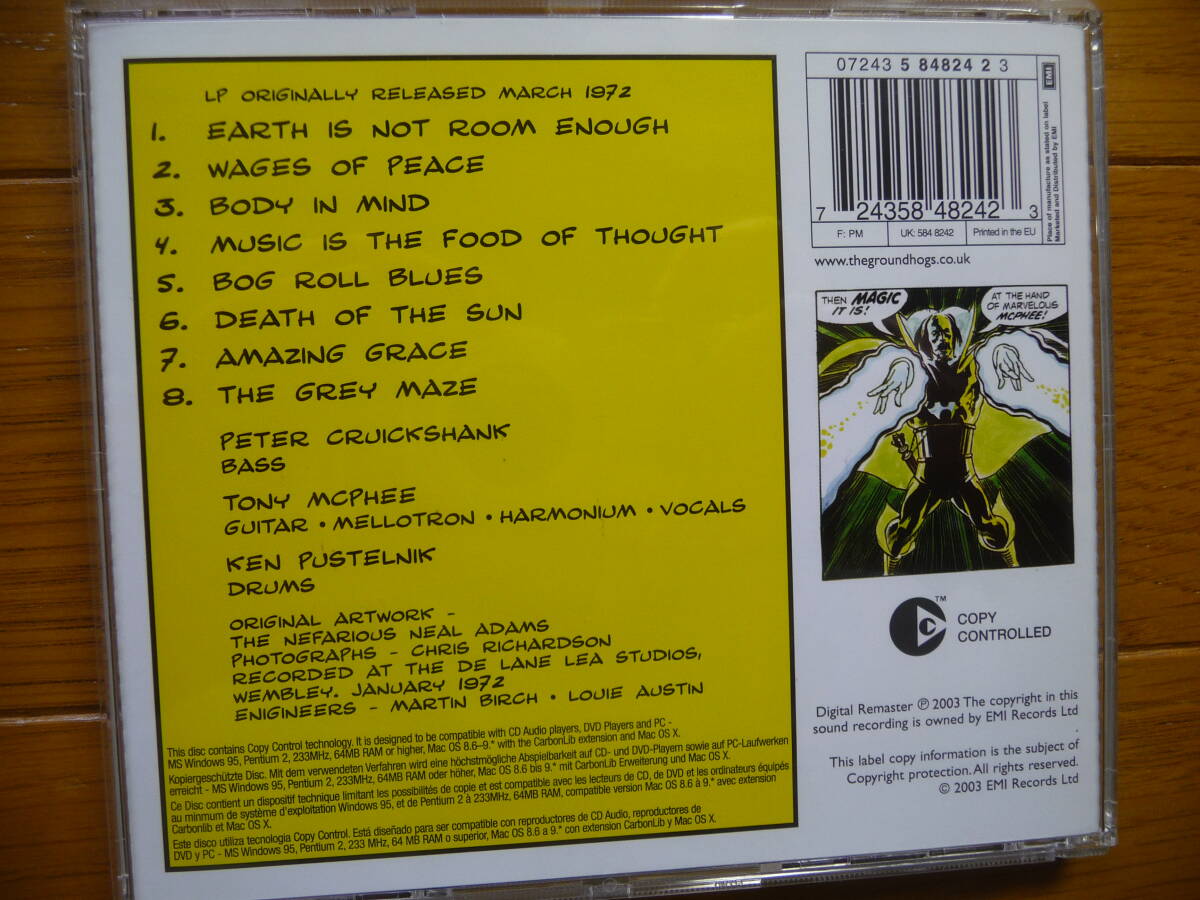 LP ORIGINALLY RELEASED MARCH 1972
1. EARTH IS NOT ROOM ENOUGH
2. WAGES OF PEACE
3. BODY IN MIND
4. MUSIC IS THE FOOD OF THOUGHT
5. BOG ROLL BLUES
6. DEATH OF THE SUN
7. AMAZING GRACE
8. THE GREY MAZE
PETER CRUICKSHANK
BASS
TONY MCPHEE
GUITAR • MELLOTRON • HARMONIUM • VOCALS
KEN PUSTELNIK
DRUMS
ORIGINAL ARTWORK -
THE NEFARIOUS NEAL ADAMS
PHOTOGRAPHS - CHRIS RICHARDSON
RECORDED AT THE DE LANE LEA STUDIOS,
WEMBLEY. JANUARY 1972
ENIGINEERS - MARTIN BIRCH • LOUIE AUSTIN
This disc contains Copy Control technology. It is designed to be compatible with CD Audio players, DVD Players and PC -
MS Windows 95, Pentium 2, 233MHz, 64MB RAM or higher, Mac OS 8.6-9.* with the CarbonLib extension and Mac OS X.
Kopiergeschützte Disc. Mit dem verwendeten Verfahren wird eine höchstmögliche Abspielbarkeit auf CD- und DVD-Playern sowie auf PC-Laufwerken
erreicht - MS Windows 95, Pentium 2, 233MHz, 64MB RAM oder höher, Mac OS 8.6 bis 9.* mit CarbonLib Erweiterung und Mac OS X.
Ce Disc contient un dispositif technique limitant les possibilités de copie et est compatible avec les lecteurs de CD, de DVD et les ordinateurs équipés
au minimum de système d'exploitation Windows 95, et de Pentium 2 à 233MHz, 64MB RAM, compatible version Mac OS 8.6 à 9.* avec extension
Carbonlib et Mac OS X.
Este disco utiliza tecnologia Copy Control. Está diseñado para ser compatible con reproductores de CD Audio, reproductores de
DVD y PC - MS Windows 95, Pentium 2, 233 MHz, 64 MB RAM o superior, Mac OS 8.6 a 9.* con extensión CarbonLib y Mac OS X.
07243 5 84824 2 3
7 24358 48242 3
F: PM UK: 584 8242 Printed in the EU
EMI
Place of manufacture as stated on label
Marketed and Distributed by EMI
www.thegroundhogs.co.uk
THEN MAGIC
IT IS!
AT THE HAND
OF MARVELOUS
MCPHEE!
TM
COPY
CONTROLLED
Digital Remaster ℗ 2003 The copyright in this
sound recording is owned by EMI Records Ltd
This label copy information is the subject of
Copyright protection. All rights reserved.
© 2003 EMI Records Ltd